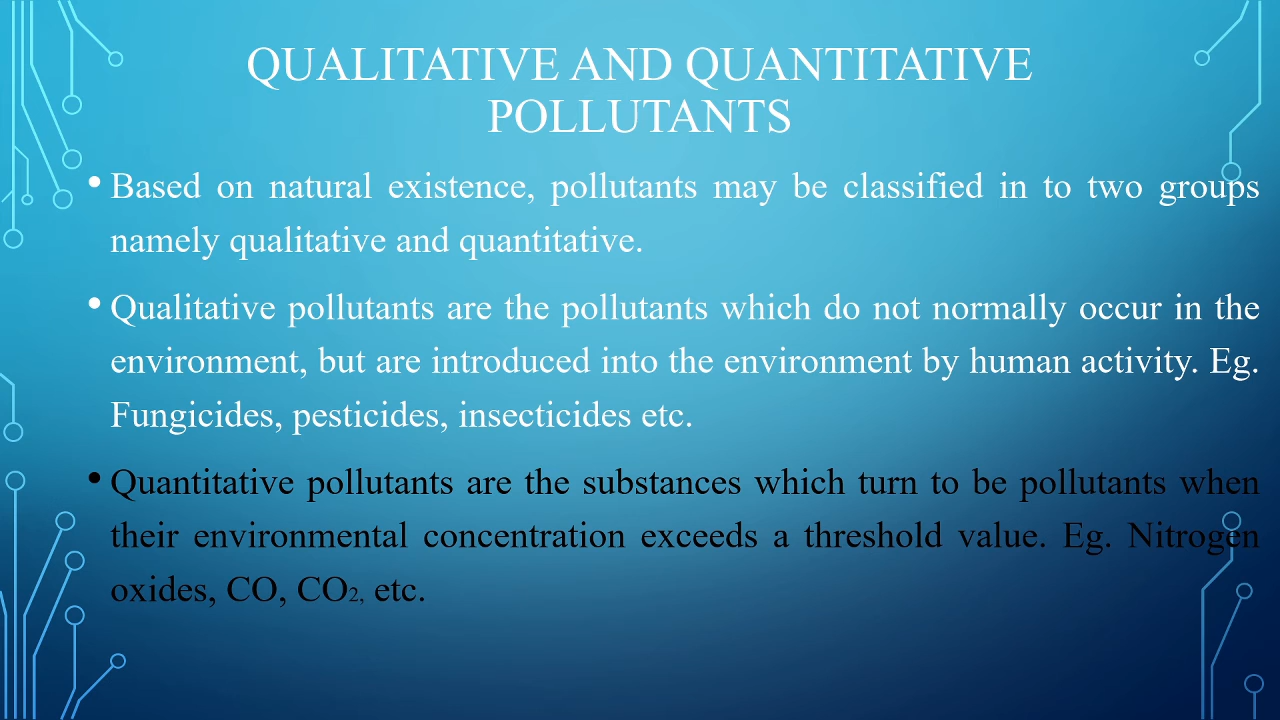 QUALITATIVE AND QUANTITATIVE
POLLUTANTS
• Based on natural existence, pollutants may be classified in to two groups
namely qualitative and quantitative.
• Qualitative pollutants are the pollutants which do not normally occur in the
environment, but are introduced into the environment by human activity. Eg.
Fungicides, pesticides, insecticides etc.
• Quantitative pollutants are the substances which turn to be pollutants when
their environmental concentration exceeds a threshold value. Eg. Nitrogen
oxides, CO, CO₂, etc.